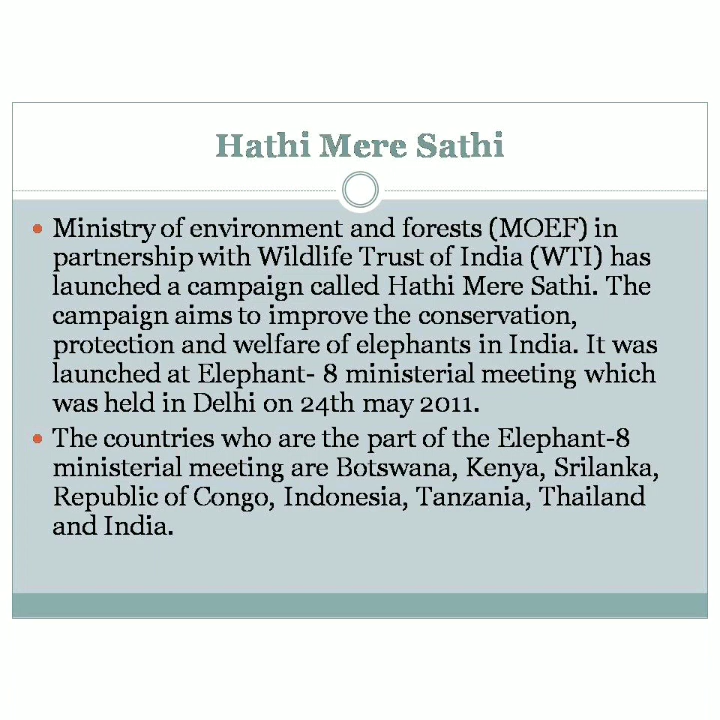 Hathi Mere Sathi
• Ministry of environment and forests (MOEF) in
partnership with Wildlife Trust of India (WTI) has
launched a campaign called Hathi Mere Sathi. The
campaign aims to improve the conservation,
protection and welfare of elephants in India. It was
launched at Elephant- 8 ministerial meeting which
was held in Delhi on 24th may 2011.
• The countries who are the part of the Elephant-8
ministerial meeting are Botswana, Kenya, Srilanka,
Republic of Congo, Indonesia, Tanzania, Thailand
and India.